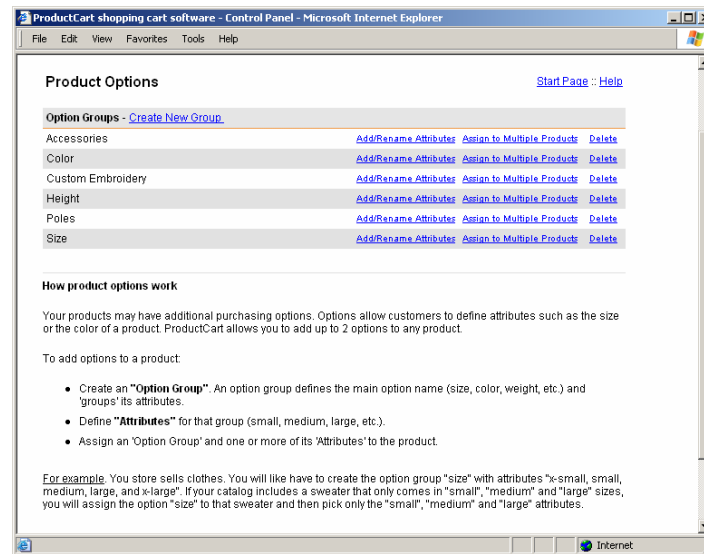 ProductCart shopping cart software - Control Panel - Microsoft Internet Explorer
File Edit View Favorites Tools Help
Product Options
Start Page :: Help
Option Groups - Create New Group
Accessories Add/Rename Attributes Assign to Multiple Products Delete
Color Add/Rename Attributes Assign to Multiple Products Delete
Custom Embroidery Add/Rename Attributes Assign to Multiple Products Delete
Height Add/Rename Attributes Assign to Multiple Products Delete
Poles Add/Rename Attributes Assign to Multiple Products Delete
Size Add/Rename Attributes Assign to Multiple Products Delete
How product options work
Your products may have additional purchasing options. Options allow customers to define attributes such as the size
or the color of a product. ProductCart allows you to add up to 2 options to any product.
To add options to a product:
• Create an "Option Group". An option group defines the main option name (size, color, weight, etc.) and
'groups' its attributes.
• Define "Attributes" for that group (small, medium, large, etc.).
• Assign an 'Option Group' and one or more of its 'Attributes' to the product.
For example. You store sells clothes. You will like have to create the option group "size" with attributes "x-small, small,
medium, large, and x-large". If your catalog includes a sweater that only comes in "small", "medium" and "large" sizes,
you will assign the option "size" to that sweater and then pick only the "small", "medium" and "large" attributes.
Internet